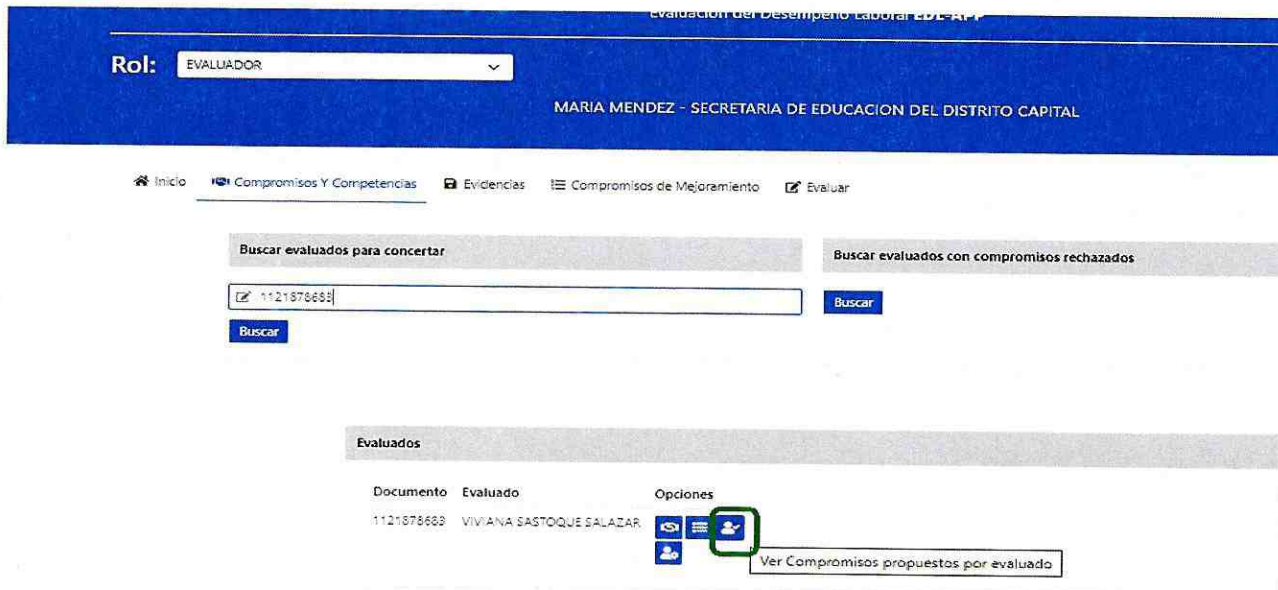 Evaluación del Desempeño Laboral EDL-APP
Rol: EVALUADOR
MARIA MENDEZ - SECRETARIA DE EDUCACION DEL DISTRITO CAPITAL
Inicio Compromisos Y Competencias Evidencias Compromisos de Mejoramiento Evaluar
Buscar evaluados para concertar
Buscar evaluados con compromisos rechazados
1121878683
Buscar
Buscar
Evaluados
Documento Evaluado Opciones
1121878683 VIVIANA SASTOQUE SALAZAR
Ver Compromisos propuestos por evaluado